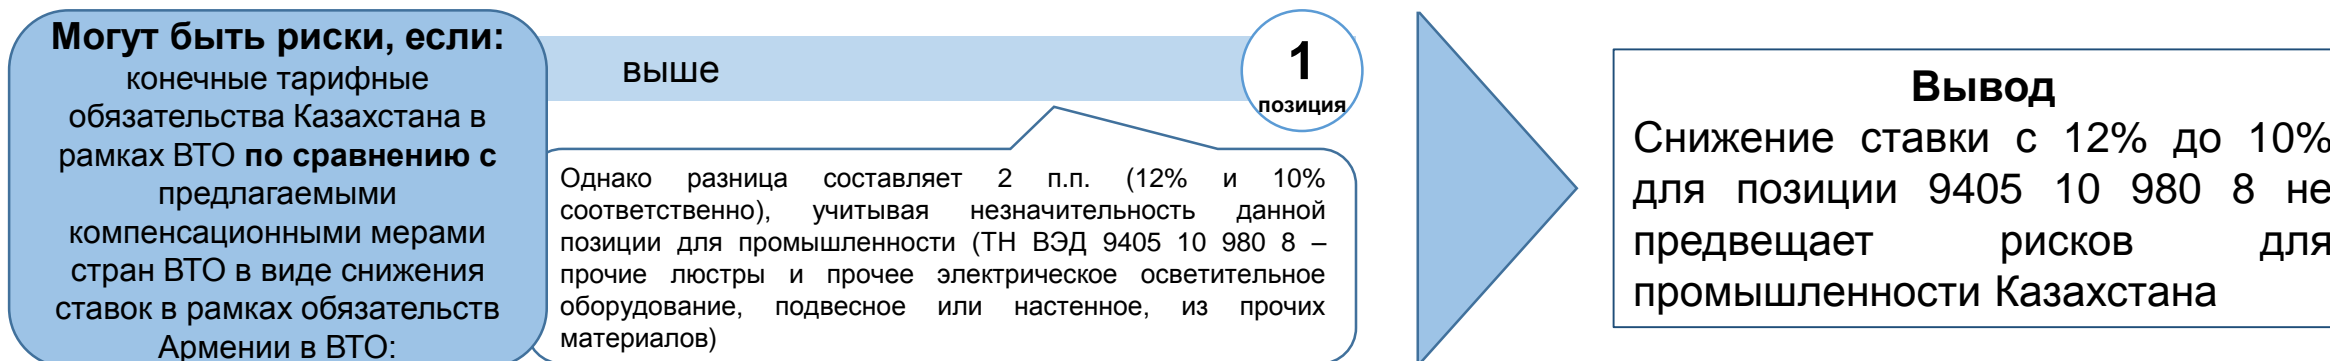 Могут быть риски, если:
конечные тарифные
обязательства Казахстана в
рамках ВТО по сравнению с
предлагаемыми
компенсационными мерами
стран ВТО в виде снижения
ставок в рамках обязательств
Армении в ВТО:
выше
1
позиция
Однако разница составляет 2 п.п. (12% и 10%
соответственно), учитывая незначительность данной
позиции для промышленности (ТН ВЭД 9405 10 980 8 –
прочие люстры и прочее электрическое осветительное
оборудование, подвесное или настенное, из прочих
материалов)
Вывод
Снижение ставки с 12% до 10%
для позиции 9405 10 980 8 не
предвещает рисков для
промышленности Казахстана